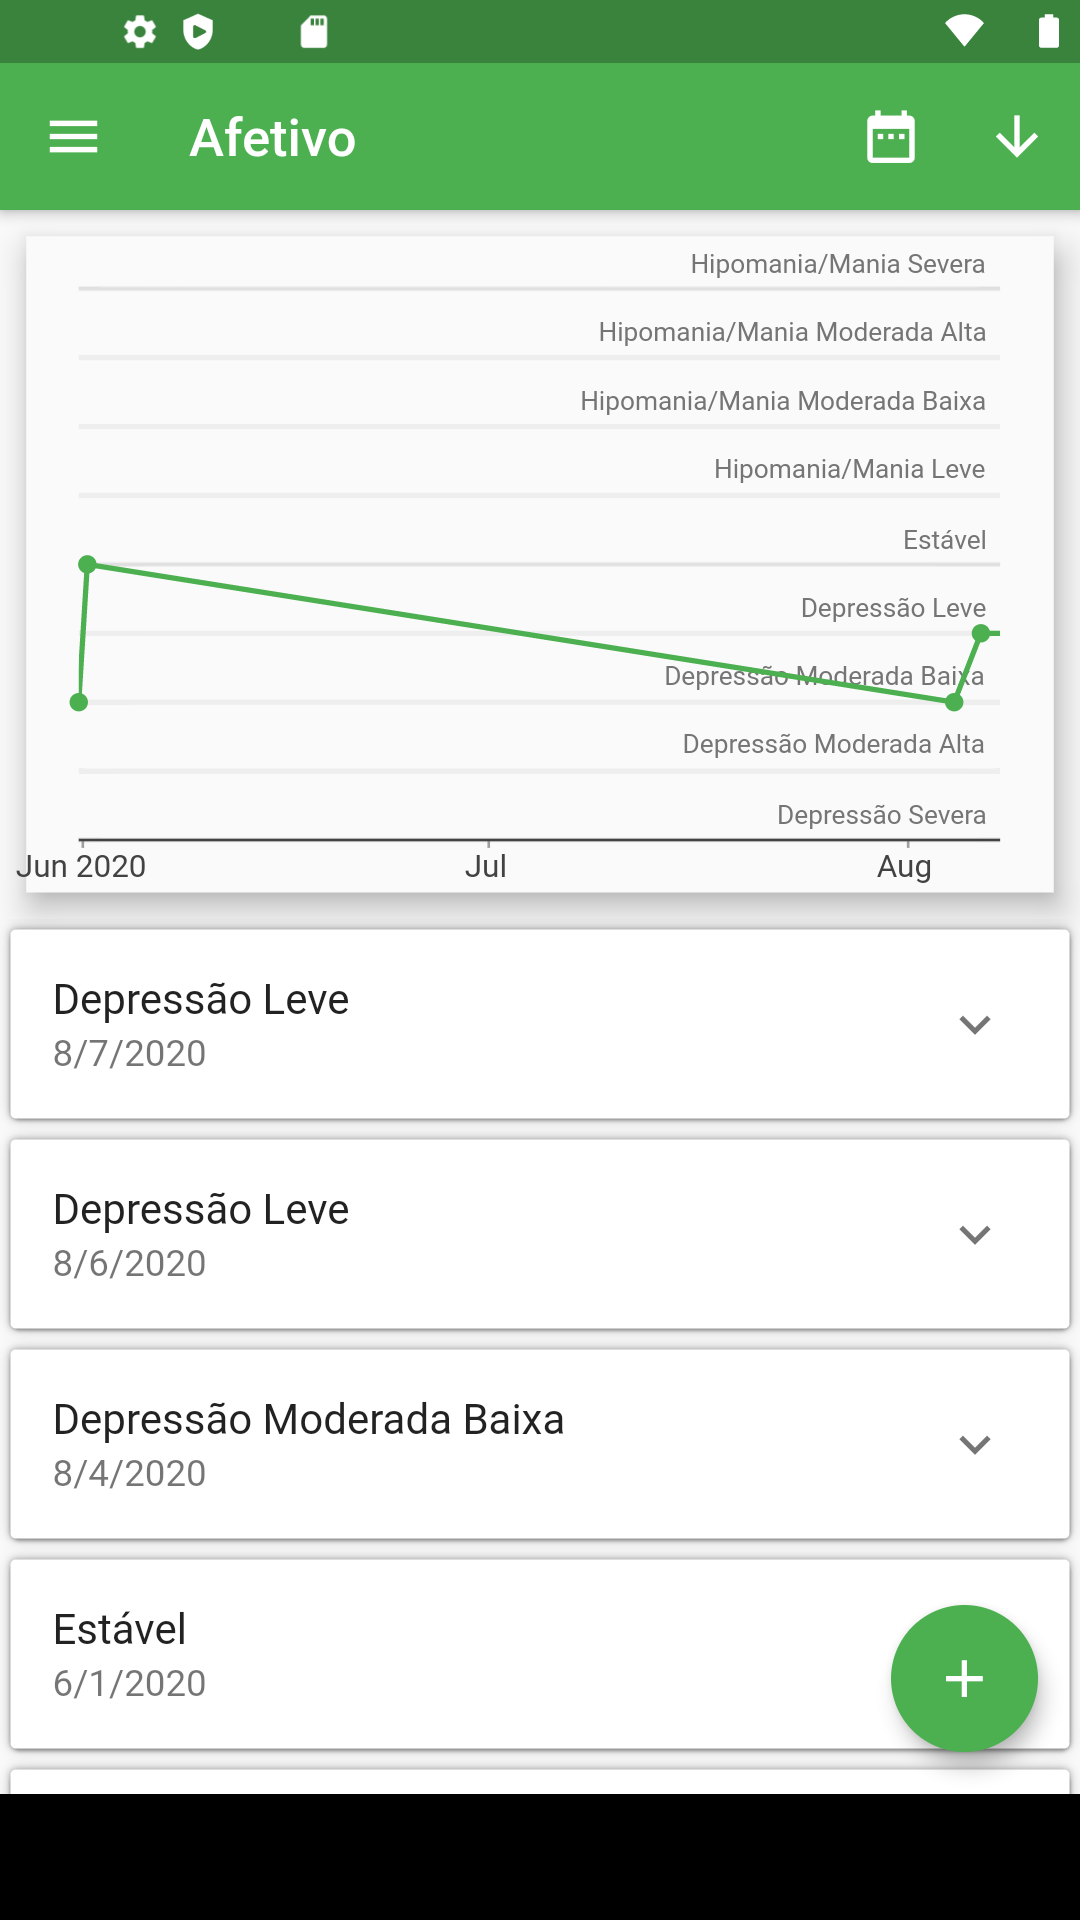 Afetivo
Hipomania/Mania Severa
Hipomania/Mania Moderada Alta
Hipomania/Mania Moderada Baixa
Hipomania/Mania Leve
Estável
Depressão Leve
Depressão Moderada Baixa
Depressão Moderada Alta
Depressão Severa
Jun 2020 Jul Aug
Depressão Leve
8/7/2020
Depressão Leve
8/6/2020
Depressão Moderada Baixa
8/4/2020
Estável
6/1/2020